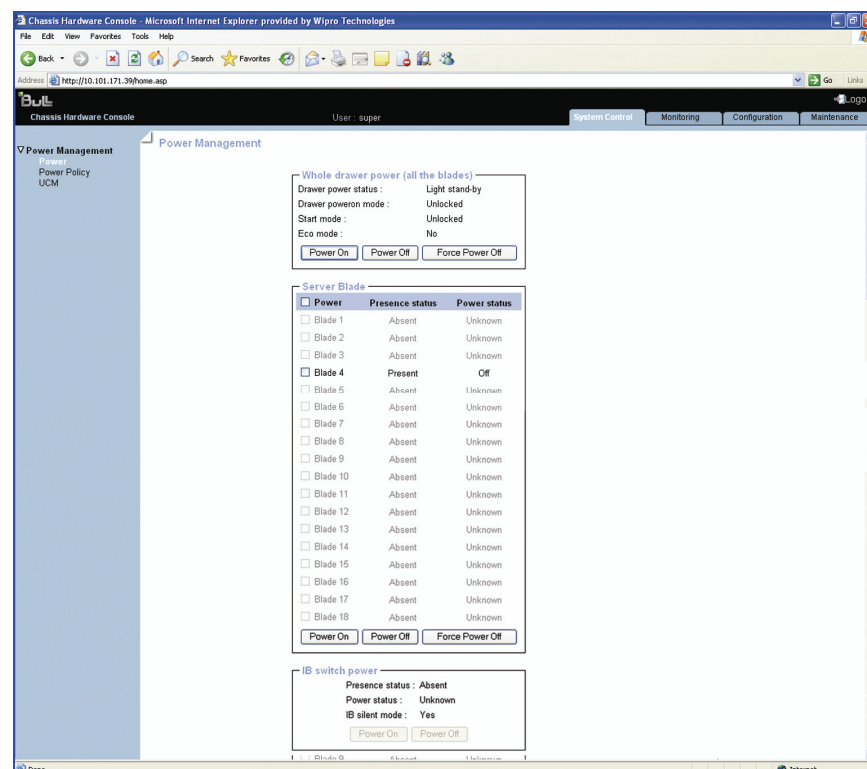 Chassis Hardware Console - Microsoft Internet Explorer provided by Wipro Technologies
File Edit View Favorites Tools Help
Back Search Favorites
Address http://10.101.171.39/home.asp Go Links
Bull Logo
Chassis Hardware Console User : super System Control Monitoring Configuration Maintenance
Power Management
Power
Power Policy
UCM
Power Management
Whole drawer power (all the blades)
Drawer power status : Light stand-by
Drawer poweron mode : Unlocked
Start mode : Unlocked
Eco mode : No
Power On Power Off Force Power Off
Server Blade
Power Presence status Power status
Blade 1 Absent Unknown
Blade 2 Absent Unknown
Blade 3 Absent Unknown
Blade 4 Present Off
Blade 5 Absent Unknown
Blade 6 Absent Unknown
Blade 7 Absent Unknown
Blade 8 Absent Unknown
Blade 9 Absent Unknown
Blade 10 Absent Unknown
Blade 11 Absent Unknown
Blade 12 Absent Unknown
Blade 13 Absent Unknown
Blade 14 Absent Unknown
Blade 15 Absent Unknown
Blade 16 Absent Unknown
Blade 17 Absent Unknown
Blade 18 Absent Unknown
Power On Power Off Force Power Off
IB switch power
Presence status : Absent
Power status : Unknown
IB silent mode : Yes
Power On Power Off
Blade 9 Absent Unknown
Done Internet